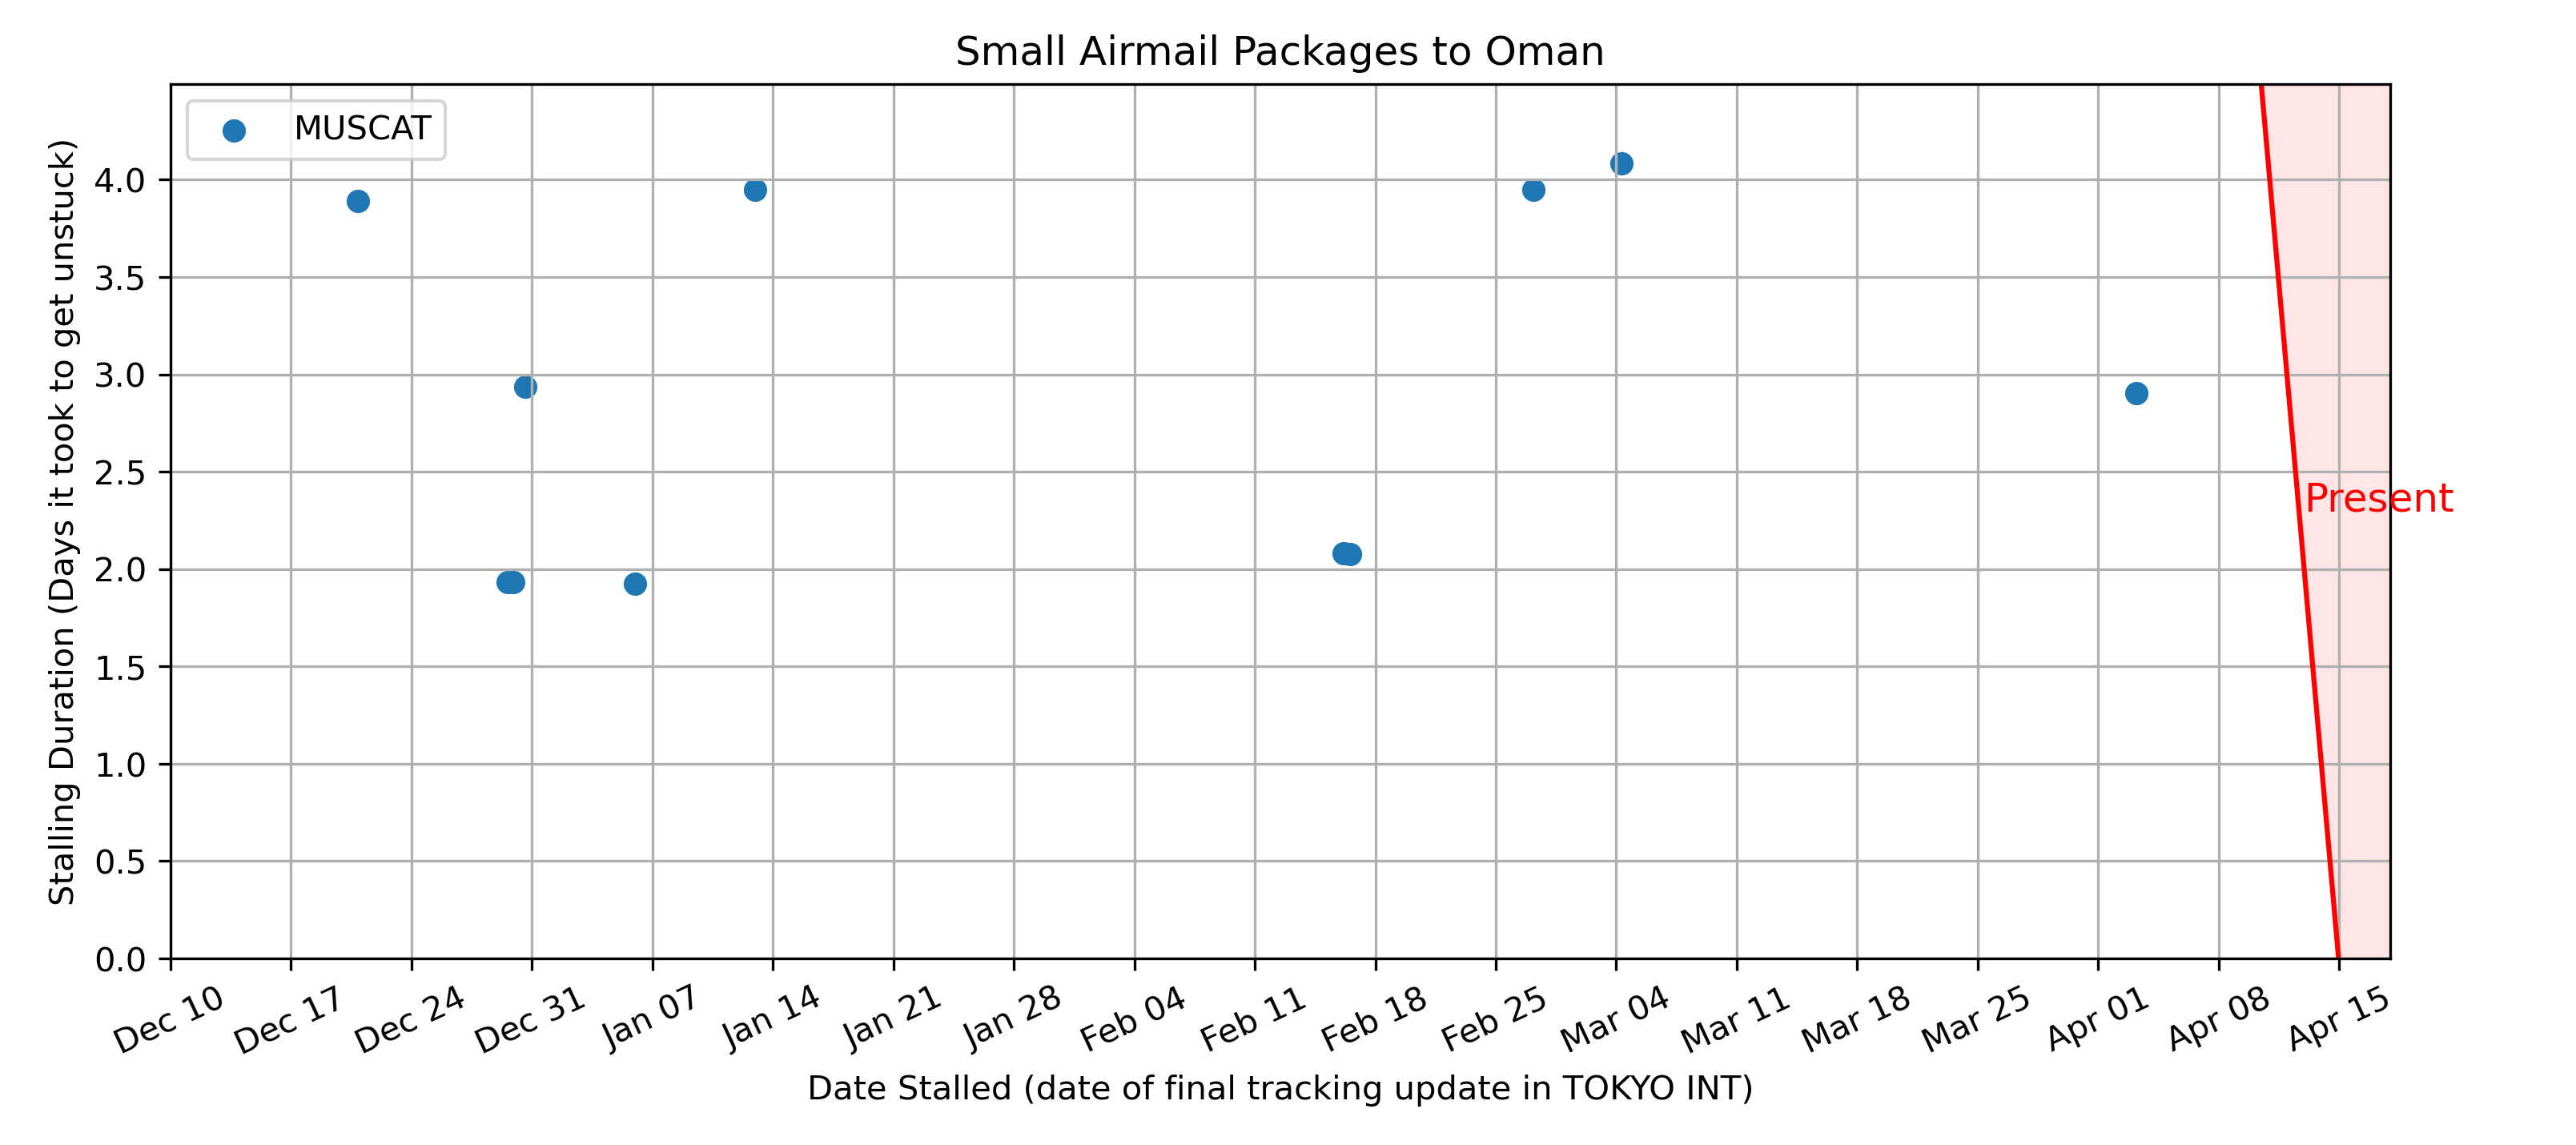 Small Airmail Packages to Oman
MUSCAT
Stalling Duration (Days it took to get unstuck)
4.0
3.5
3.0
2.5
2.0
1.5
1.0
0.5
0.0
Present
Dec 10 Dec 17 Dec 24 Dec 31 Jan 07 Jan 14 Jan 21 Jan 28 Feb 04 Feb 11 Feb 18 Feb 25 Mar 04 Mar 11 Mar 18 Mar 25 Apr 01 Apr 08 Apr 15
Date Stalled (date of final tracking update in TOKYO INT)